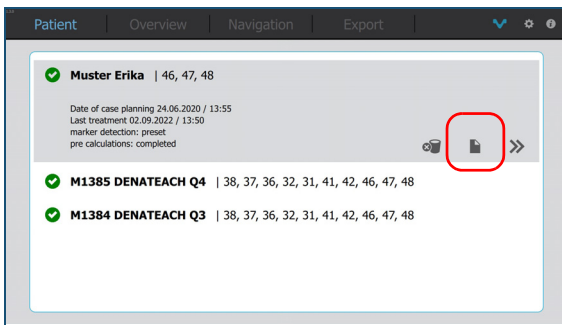 Patient Overview Navigation Export
Muster Erika | 46, 47, 48
Date of case planning 24.06.2020 / 13:55
Last treatment 02.09.2022 / 13:50
marker detection: preset
pre calculations: completed
M1385 DENATEACH Q4 | 38, 37, 36, 32, 31, 41, 42, 46, 47, 48
M1384 DENATEACH Q3 | 38, 37, 36, 32, 31, 41, 42, 46, 47, 48